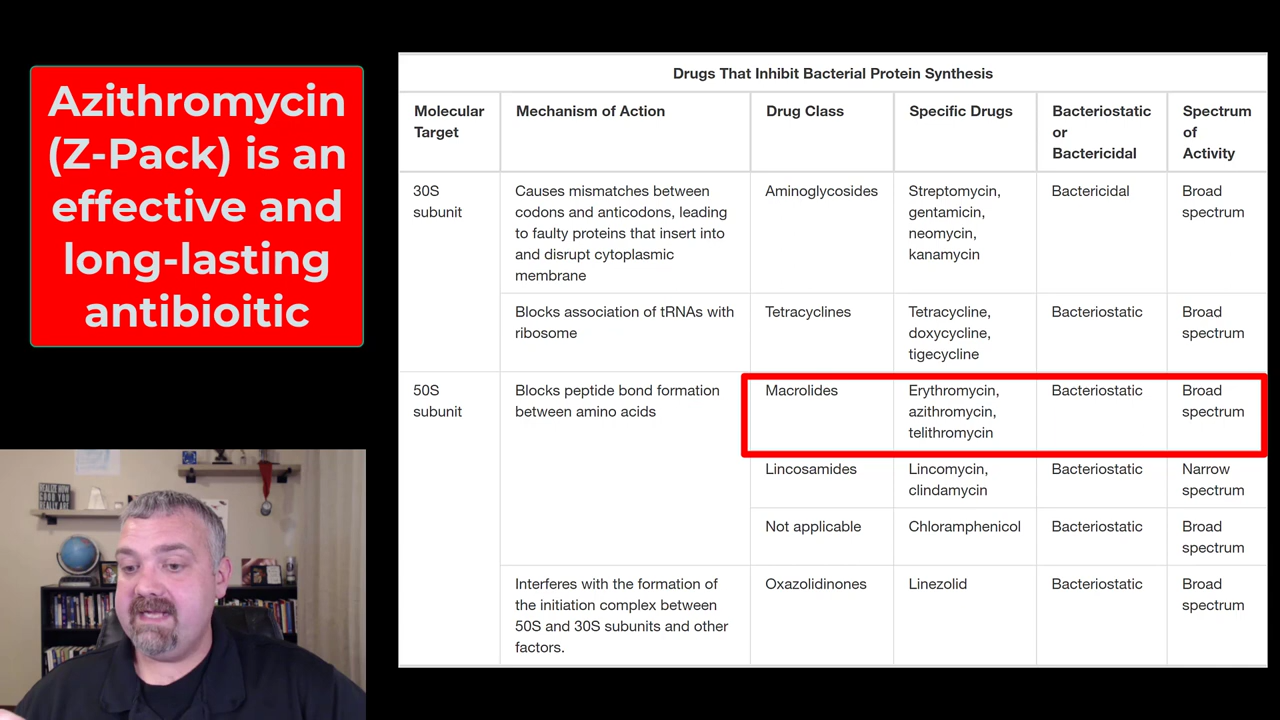 Azithromycin
(Z-Pack) is an
effective and
long-lasting
antibioitic
Drugs That Inhibit Bacterial Protein Synthesis
Molecular
Target
Mechanism of Action
Drug Class
Specific Drugs
Bacteriostatic
or
Bactericidal
Spectrum
of
Activity
30S
subunit
Causes mismatches between
codons and anticodons, leading
to faulty proteins that insert into
and disrupt cytoplasmic
membrane
Aminoglycosides
Streptomycin,
gentamicin,
neomycin,
kanamycin
Bactericidal
Broad
spectrum
Blocks association of tRNAs with
ribosome
Tetracyclines
Tetracycline,
doxycycline,
tigecycline
Bacteriostatic
Broad
spectrum
50S
subunit
Blocks peptide bond formation
between amino acids
Macrolides
Erythromycin,
azithromycin,
telithromycin
Bacteriostatic
Broad
spectrum
Lincosamides
Lincomycin,
clindamycin
Bacteriostatic
Narrow
spectrum
Not applicable
Chloramphenicol
Bacteriostatic
Broad
spectrum
Interferes with the formation of
the initiation complex between
50S and 30S subunits and other
factors.
Oxazolidinones
Linezolid
Bacteriostatic
Broad
spectrum
REALIZE HOW
GOOD YOU
REALLY ARE